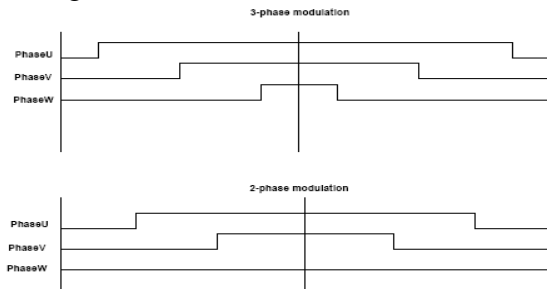 3-phase modulation
PhaseU
PhaseV
PhaseW
2-phase modulation
PhaseU
PhaseV
PhaseW